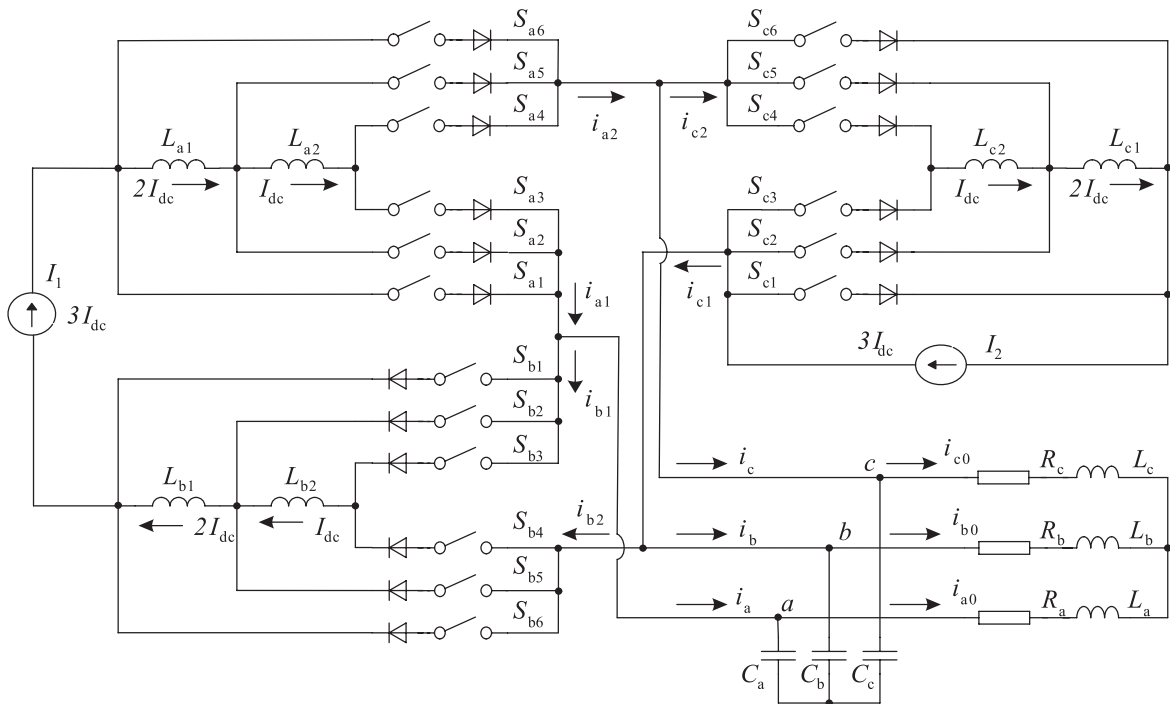 S_a6
S_a5
S_a4
i_a2
i_c2
S_c6
S_c5
S_c4
L_a1
L_a2
2I_dc
I_dc
L_c2
L_c1
I_dc
2I_dc
S_a3
S_a2
S_a1
i_a1
S_c3
S_c2
S_c1
i_c1
I_1
3I_dc
3I_dc
I_2
S_b1
S_b2
S_b3
i_b1
L_b1
L_b2
2I_dc
I_dc
i_b2
S_b4
S_b5
S_b6
i_c
c
i_c0
R_c
L_c
i_b
b
i_b0
R_b
L_b
i_a
a
i_a0
R_a
L_a
C_a
C_b
C_c